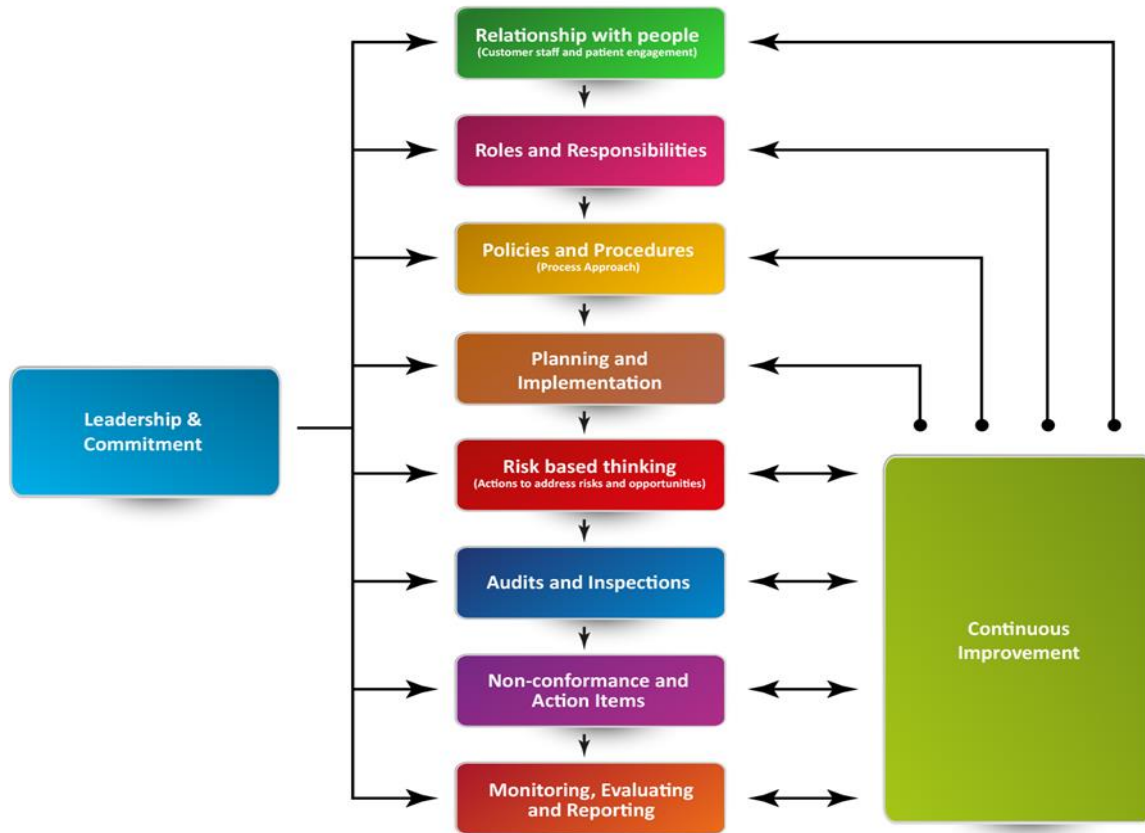 Relationship with people
(Customer staff and patient engagement)
Roles and Responsibilities
Policies and Procedures
(Process Approach)
Planning and
Implementation
Leadership &
Commitment
Risk based thinking
(Actions to address risks and opportunities)
Audits and Inspections
Continuous
Improvement
Non-conformance and
Action Items
Monitoring, Evaluating
and Reporting